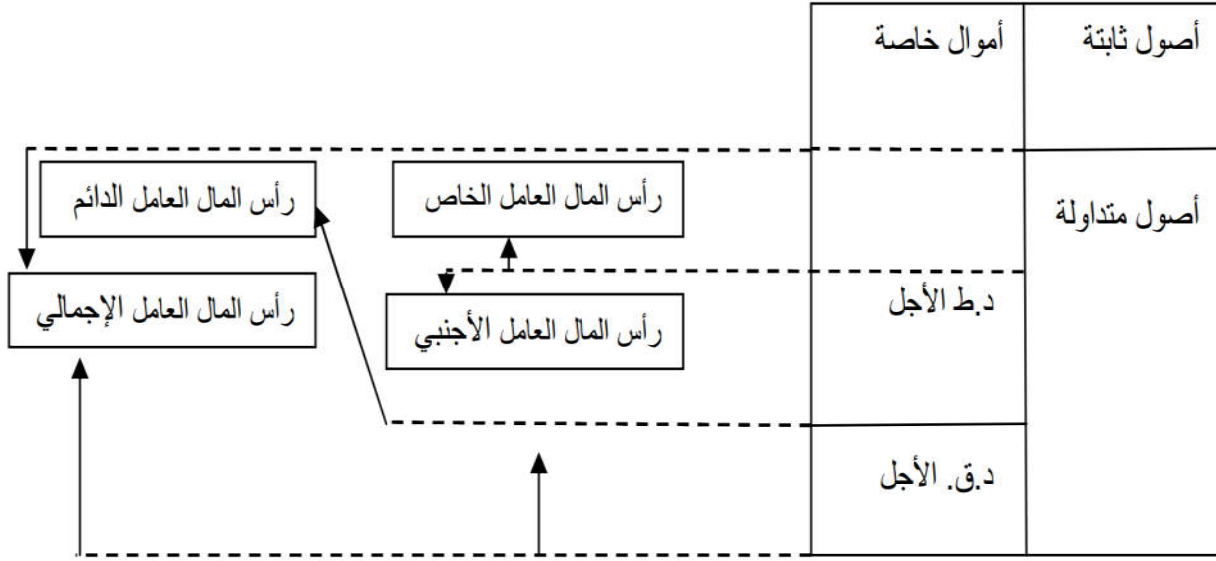 أصول ثابتة
أموال خاصة
أصول متداولة
رأس المال العامل الخاص
رأس المال العامل الدائم
د.ط الأجل
رأس المال العامل الأجنبي
رأس المال العامل الإجمالي
د.ق. الأجل